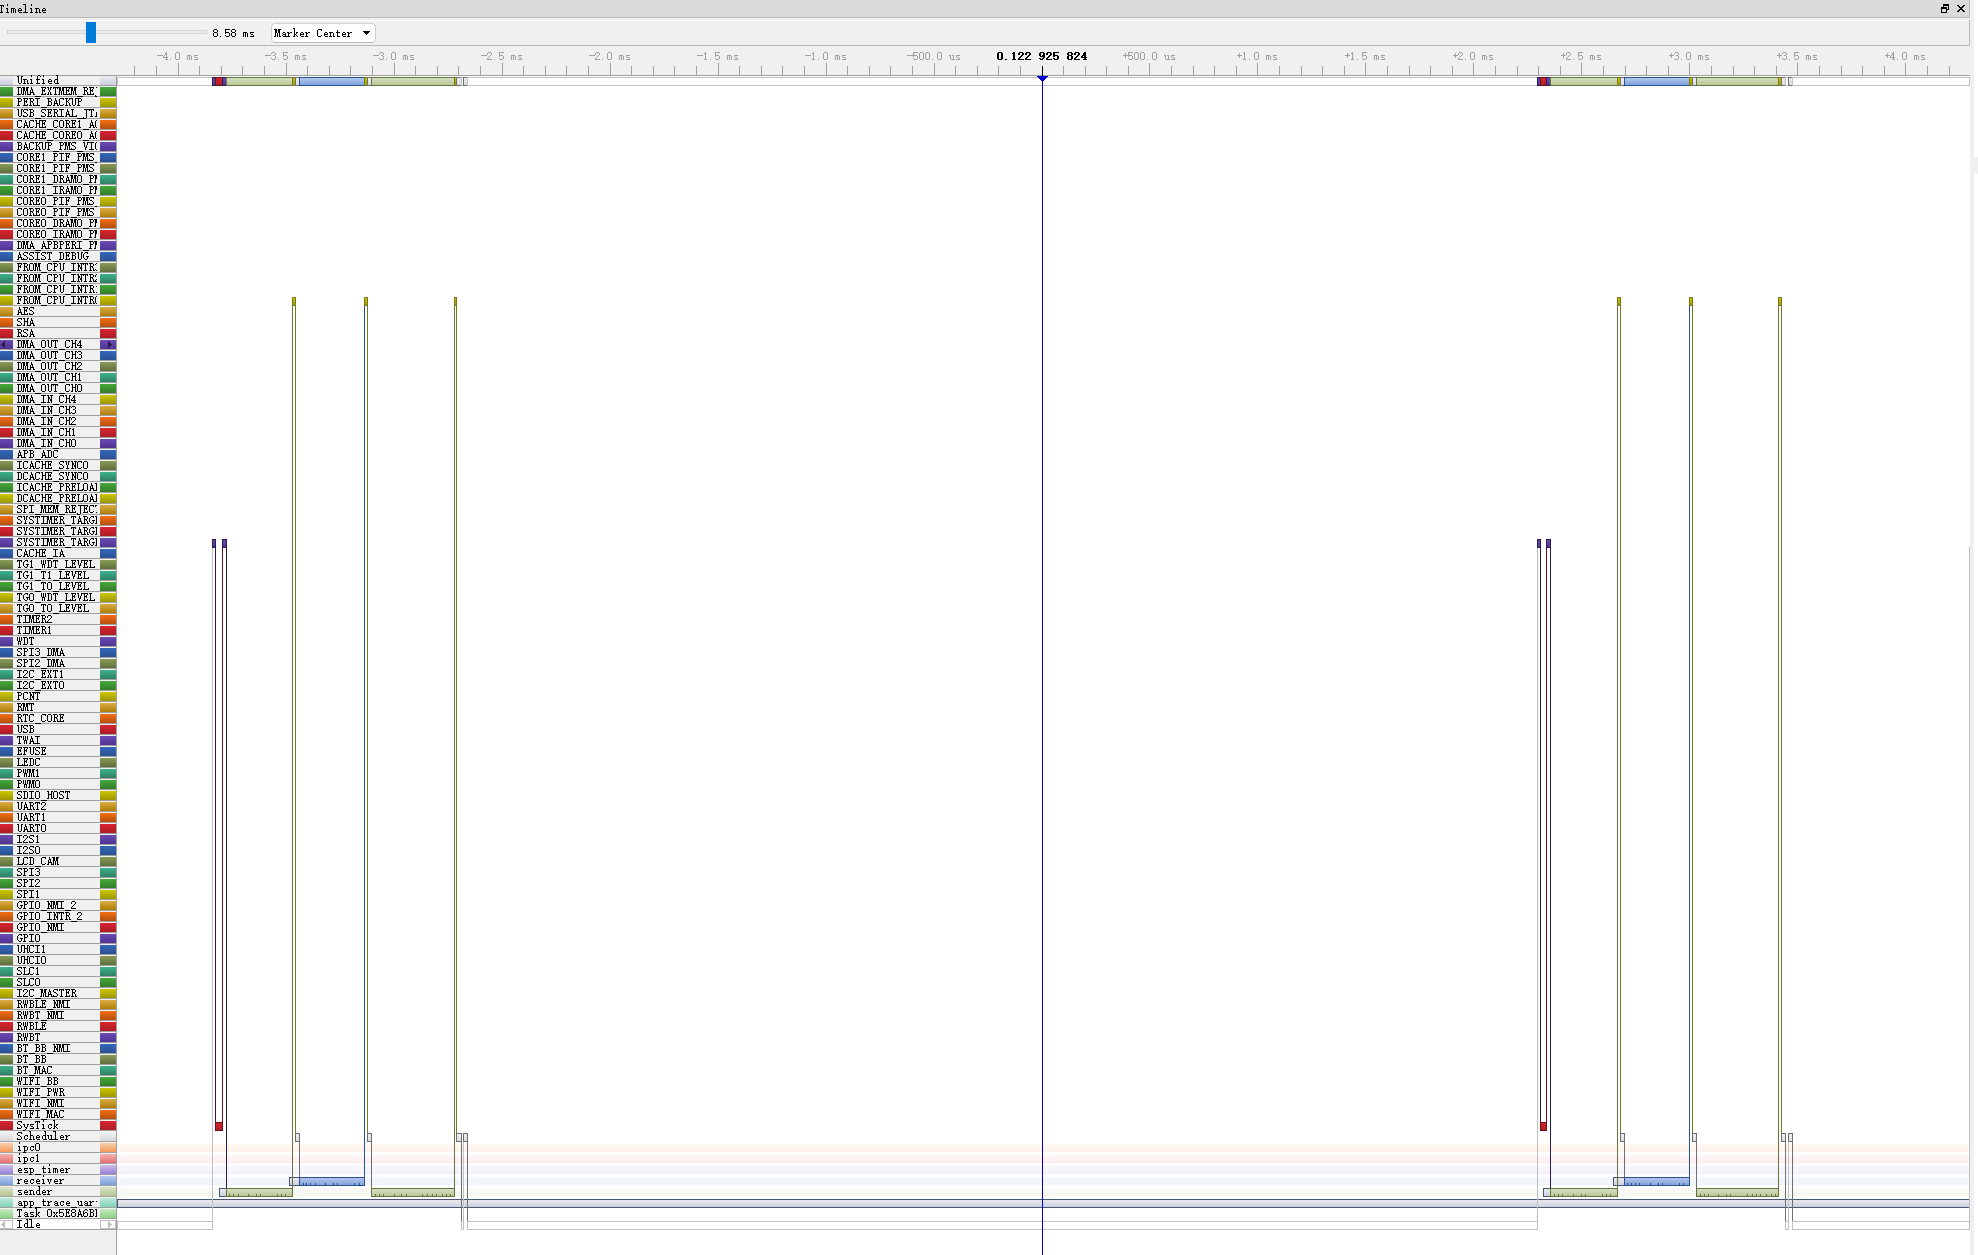 Timeline
8.58 ms Marker Center
-4.0 ms -3.5 ms -3.0 ms -2.5 ms -2.0 ms -1.5 ms -1.0 ms -500.0 us 0.122 925 824 +500.0 us +1.0 ms +1.5 ms +2.0 ms +2.5 ms +3.0 ms +3.5 ms +4.0 ms
Unified
DMA_EXTMEM_RE
PERI_BACKUP
USB_SERIAL_JT
CACHE_CORE1_A
CACHE_CORE0_A
BACKUP_PMS_VI
CORE1_PIF_PMS_
CORE1_PIF_PMS
CORE1_DRAM0_P
CORE1_IRAM0_P
CORE0_PIF_PMS_
CORE0_PIF_PMS
CORE0_DRAM0_P
CORE0_IRAM0_P
DMA_APBPERI_P
ASSIST_DEBUG
FROM_CPU_INTR
FROM_CPU_INTR
FROM_CPU_INTR
FROM_CPU_INTR
AES
SHA
RSA
DMA_OUT_CH4
DMA_OUT_CH3
DMA_OUT_CH2
DMA_OUT_CH1
DMA_OUT_CH0
DMA_IN_CH4
DMA_IN_CH3
DMA_IN_CH2
DMA_IN_CH1
DMA_IN_CH0
APB_ADC
ICACHE_SYNC0
DCACHE_SYNC0
ICACHE_PRELOA
DCACHE_PRELOA
SPI_MEM_REJEC
SYSTIMER_TARG
SYSTIMER_TARG
SYSTIMER_TARG
CACHE_IA
TG1_WDT_LEVEL
TG1_T1_LEVEL
TG1_T0_LEVEL
TG0_WDT_LEVEL
TG0_T0_LEVEL
TIMER2
TIMER1
WDT
SPI3_DMA
SPI2_DMA
I2C_EXT1
I2C_EXT0
PCNT
RMT
RTC_CORE
USB
TWAI
EFUSE
LEDC
PWM1
PWM0
SDIO_HOST
UART2
UART1
UART0
I2S1
I2S0
LCD_CAM
SPI3
SPI2
SPI1
GPIO_NMI_2
GPIO_INTR_2
GPIO_NMI
GPIO
UHCI1
UHCI0
SLC1
SLC0
I2C_MASTER
RWBLE_NMI
RWBT_NMI
RWBLE
RWBT
BT_BB_NMI
BT_BB
BT_MAC
WIFI_BB
WIFI_PWR
WIFI_NMI
WIFI_MAC
SysTick
Scheduler
ipc0
ipc1
esp_timer
receiver
sender
app_trace_uar
Task 0x5E8A6B
Idle